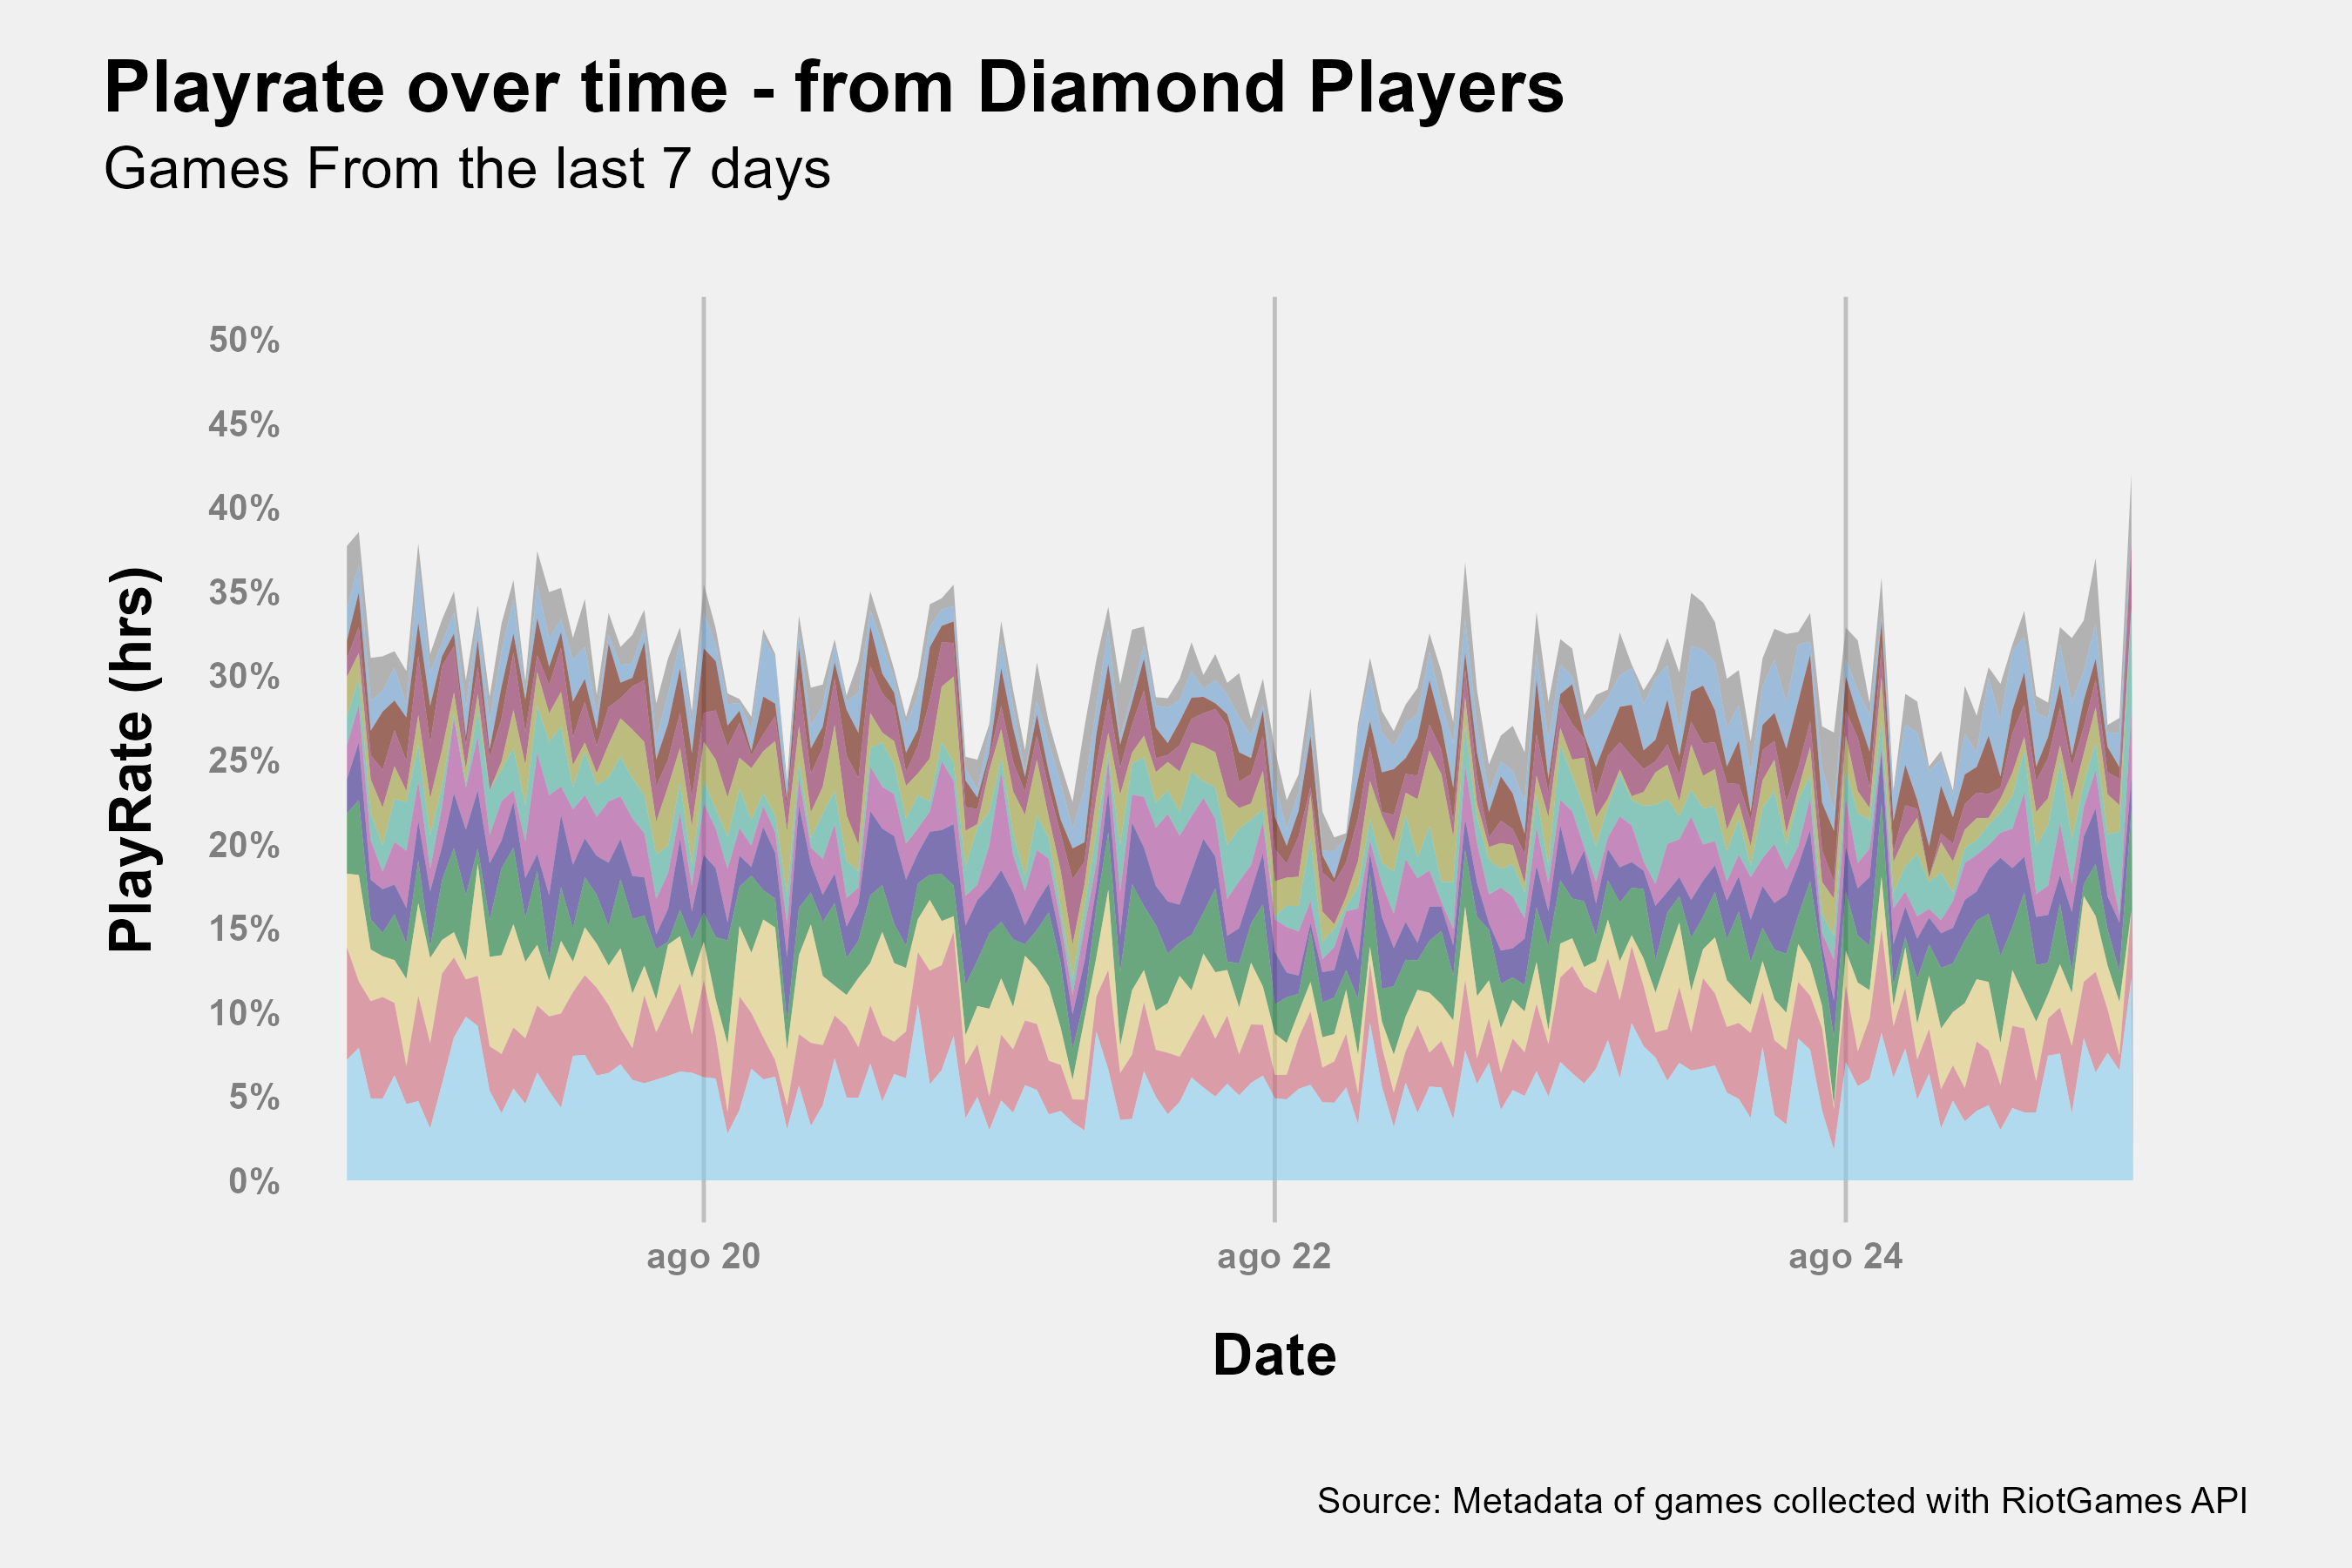 Playrate over time - from Diamond Players
Games From the last 7 days
PlayRate (hrs)
50%
45%
40%
35%
30%
25%
20%
15%
10%
5%
0%
ago 20
ago 22
ago 24
Date
Source: Metadata of games collected with RiotGames API